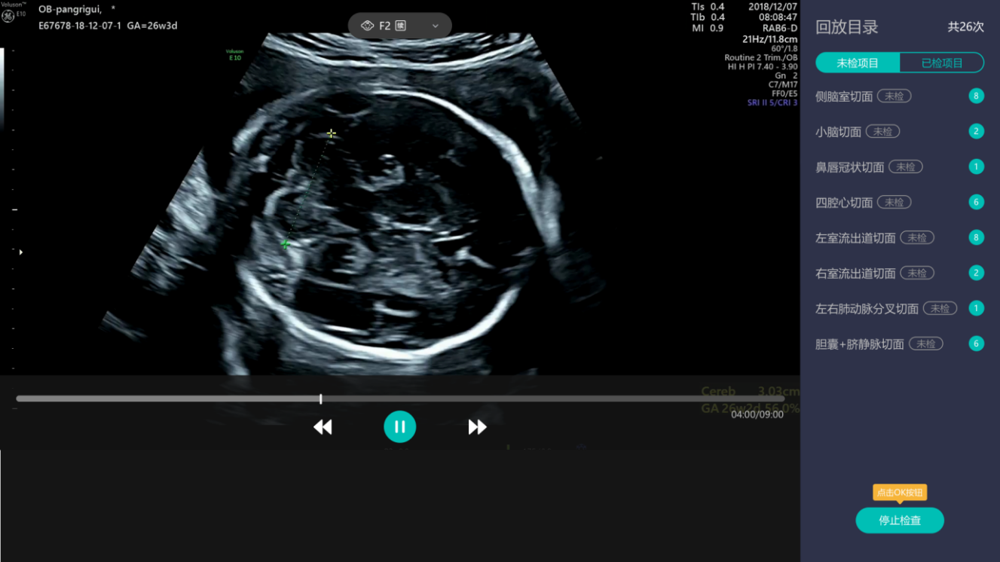 Voluson™
E10
OB-pangrigui, *
E67678-18-12-07-1 GA=26w3d
F2
Voluson
E10
TIs 0.4 2018/12/07
TIb 0.4 08:08:47
MI 0.9 RAB6-D
21Hz/11.8cm
60°/1.8
Routine 2 Trim./OB
HI H PI 7.40 - 3.90
Gn 2
C7/M17
FF0/E5
SRI II 5/CRI 3
Cereb 3.03cm
GA 26w2d 56.0%
04:00/09:00
回放目录 共26次
未检项目 已检项目
侧脑室切面 未检 8
小脑切面 未检 2
鼻唇冠状切面 未检 1
四腔心切面 未检 6
左室流出道切面 未检 8
右室流出道切面 未检 2
左右肺动脉分叉切面 未检 1
胆囊+脐静脉切面 未检 6
点击OK按钮
停止检查